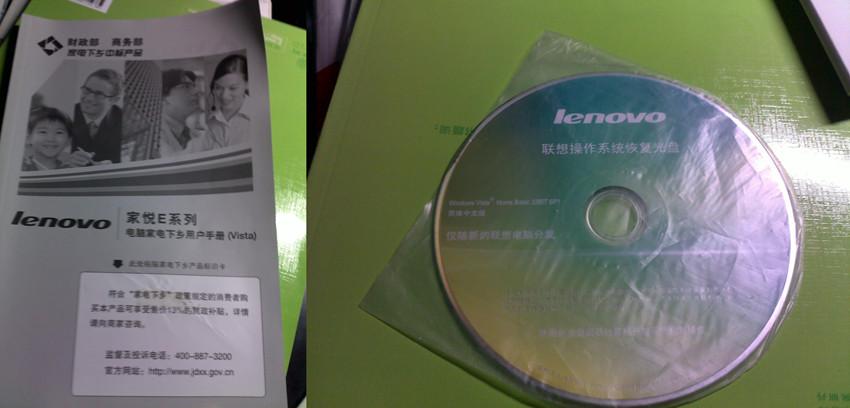 财政部 商务部
家电下乡中标产品
lenovo
家悦E系列
电脑家电下乡用户手册 (Vista)
此处粘贴家电下乡产品标识卡
符合“家电下乡”政策规定的消费者购
买本产品可享受售价13%的财政补贴，详情
请向商家咨询。
监督及投诉电话：400-887-3200
官方网站：http://www.jdxx.gov.cn
lenovo
联想操作系统恢复光盘
Windows Vista® Home Basic 32BIT SP1
简体中文版
仅随新的联想电脑分发